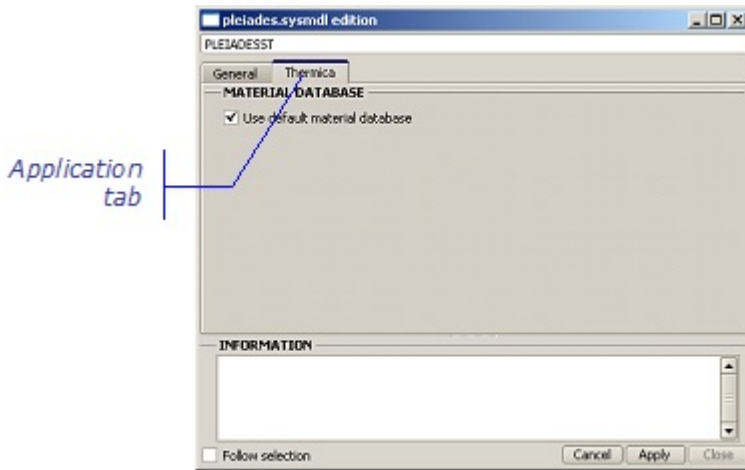 pleiades.sysmdl edition
PLEIADESST
General Thermica
MATERIAL DATABASE
Use default material database
Application
tab
INFORMATION
Follow selection Cancel Apply Close